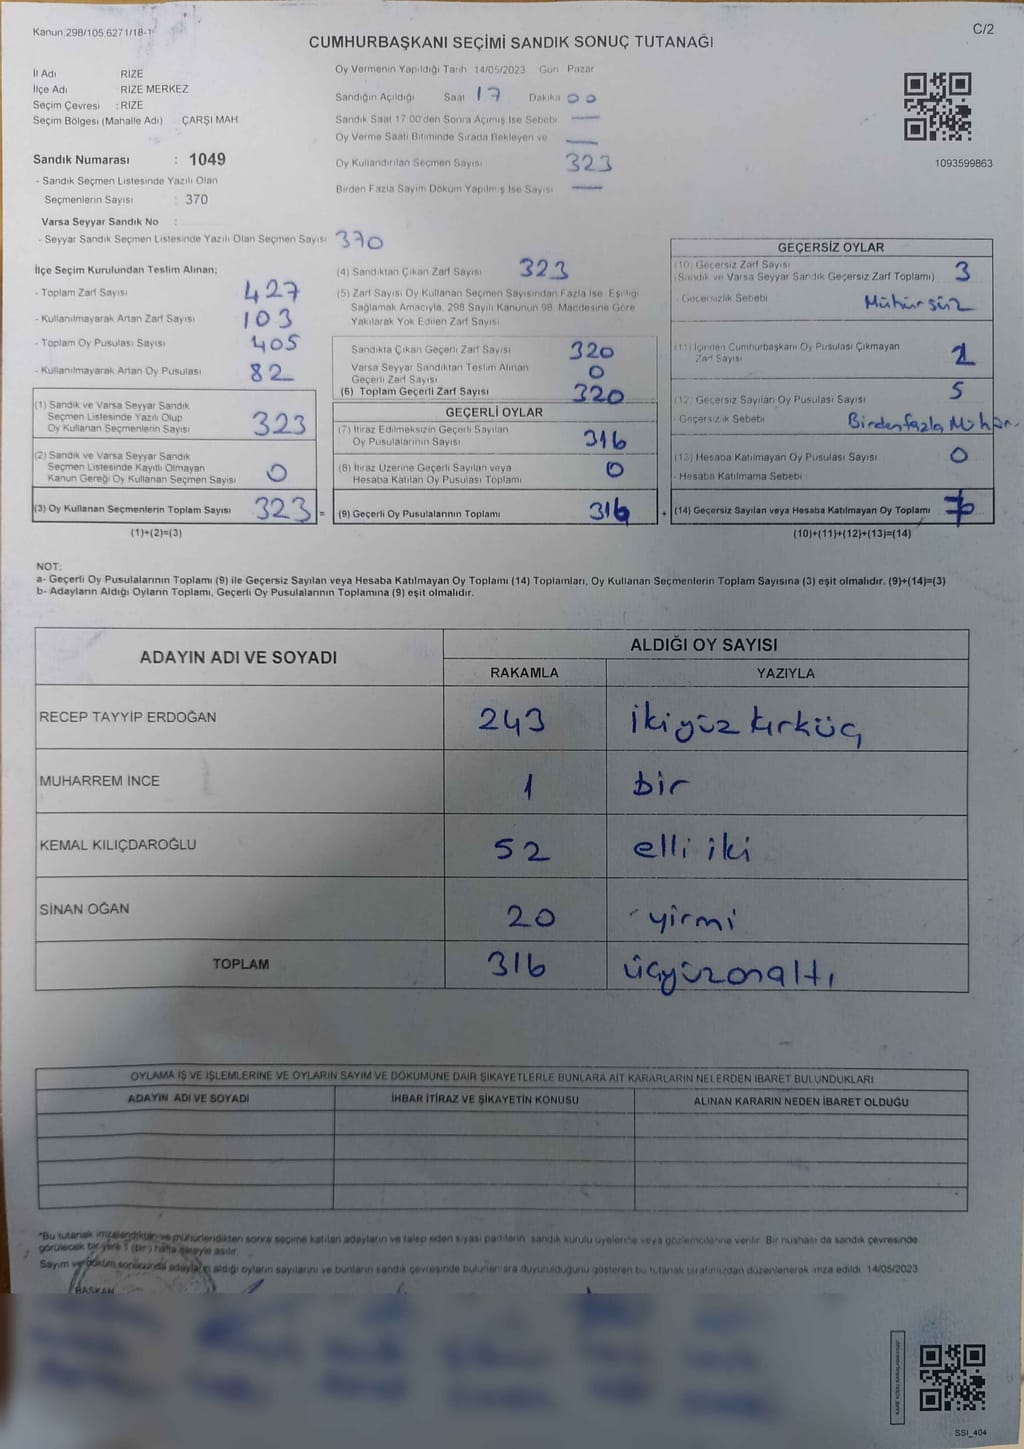 Kanun 298/105,6271/18-1
C/2
CUMHURBAŞKANI SEÇİMİ SANDIK SONUÇ TUTANAĞI
İl Adı RİZE
İlçe Adı RİZE MERKEZ
Seçim Çevresi : RİZE
Seçim Bölgesi (Mahalle Adı) ÇARŞI MAH
Sandık Numarası : 1049
- Sandık Seçmen Listesinde Yazılı Olan
Seçmenlerin Sayısı : 370
Varsa Seyyar Sandık No :
- Seyyar Sandık Seçmen Listesinde Yazılı Olan Seçmen Sayısı 370
Oy Vermenin Yapıldığı Tarih 14/05/2023 Gün Pazar
Sandığın Açıldığı Saat 17 Dakika 00
Sandık Saat 17.00'den Sonra Açılmış İse Sebebi —
Oy Verme Saati Bitiminde Sırada Bekleyen ve —
Oy Kullandırılan Seçmen Sayısı 323
Birden Fazla Sayım Döküm Yapılmış İse Sayısı —
1093599863
İlçe Seçim Kurulundan Teslim Alınan;
- Toplam Zarf Sayısı 427
- Kullanılmayarak Artan Zarf Sayısı 103
- Toplam Oy Pusulası Sayısı 405
- Kullanılmayarak Artan Oy Pusulası 82
(1) Sandık ve Varsa Seyyar Sandık
Seçmen Listesinde Yazılı Olup
Oy Kullanan Seçmenlerin Sayısı 323
(2) Sandık ve Varsa Seyyar Sandık
Seçmen Listesinde Kayıtlı Olmayan
Kanun Gereği Oy Kullanan Seçmen Sayısı 0
(3) Oy Kullanan Seçmenlerin Toplam Sayısı 323 =
(1)+(2)=(3)
(4) Sandıktan Çıkan Zarf Sayısı 323
(5) Zarf Sayısı Oy Kullanan Seçmen Sayısından Fazla İse, Eşitliği
Sağlamak Amacıyla, 298 Sayılı Kanunun 98. Maddesine Göre
Yakılarak Yok Edilen Zarf Sayısı
Sandıkta Çıkan Geçerli Zarf Sayısı 320
Varsa Seyyar Sandıktan Teslim Alınan
Geçerli Zarf Sayısı 0
(6) Toplam Geçerli Zarf Sayısı 320
GEÇERLİ OYLAR
(7) İtiraz Edilmeksizin Geçerli Sayılan
Oy Pusulalarının Sayısı 316
(8) İtiraz Üzerine Geçerli Sayılan veya
Hesaba Katılan Oy Pusulası Toplamı 0
(9) Geçerli Oy Pusulalarının Toplamı 316 +
GEÇERSİZ OYLAR
(10) Geçersiz Zarf Sayısı
(Sandık ve Varsa Seyyar Sandık Geçersiz Zarf Toplamı) 3
- Geçersizlik Sebebi Mühürsüz
(11) İçinden Cumhurbaşkanı Oy Pusulası Çıkmayan
Zarf Sayısı
(12) Geçersiz Sayılan Oy Pusulası Sayısı 5
- Geçersizlik Sebebi Birden fazla Mühür.
(13) Hesaba Katılmayan Oy Pusulası Sayısı 0
- Hesaba Katılmama Sebebi
(14) Geçersiz Sayılan veya Hesaba Katılmayan Oy Toplamı
(10)+(11)+(12)+(13)=(14)
NOT:
a- Geçerli Oy Pusulalarının Toplamı (9) ile Geçersiz Sayılan veya Hesaba Katılmayan Oy Toplamı (14) Toplamları, Oy Kullanan Seçmenlerin Toplam Sayısına (3) eşit olmalıdır. (9)+(14)=(3)
b- Adayların Aldığı Oyların Toplamı, Geçerli Oy Pusulalarının Toplamına (9) eşit olmalıdır.
ADAYIN ADI VE SOYADI ALDIĞI OY SAYISI
RAKAMLA YAZIYLA
RECEP TAYYİP ERDOĞAN 243 ikiyüz kırküç
MUHARREM İNCE 1 bir
KEMAL KILIÇDAROĞLU 52 elli iki
SİNAN OĞAN 20 yirmi
TOPLAM 316 üçyüzonaltı
OYLAMA İŞ VE İŞLEMLERİNE VE OYLARIN SAYIM VE DÖKÜMÜNE DAİR ŞİKAYETLERLE BUNLARA AİT KARARLARIN NELERDEN İBARET BULUNDUKLARI
ADAYIN ADI VE SOYADI İHBAR İTİRAZ VE ŞİKAYETİN KONUSU ALINAN KARARIN NEDEN İBARET OLDUĞU
"Bu tutanak imzalandıktan ve mühürlendikten sonra seçime katılan adayların ve talep eden siyasi partilerin sandık kurulu üyelerine veya gözlemcilerine verilir. Bir nüshası da sandık çevresinde
görülecek bir yere 1 (bir) hafta süreyle asılır.
Sayım ve döküm sonucunda adayların aldığı oyların sayılarını ve bunların sandık çevresinde bulunanlara duyurulduğunu gösteren bu tutanak tarafımızdan düzenlenerek imza edildi. 14/05/2023
BAŞKAN
SSI_404